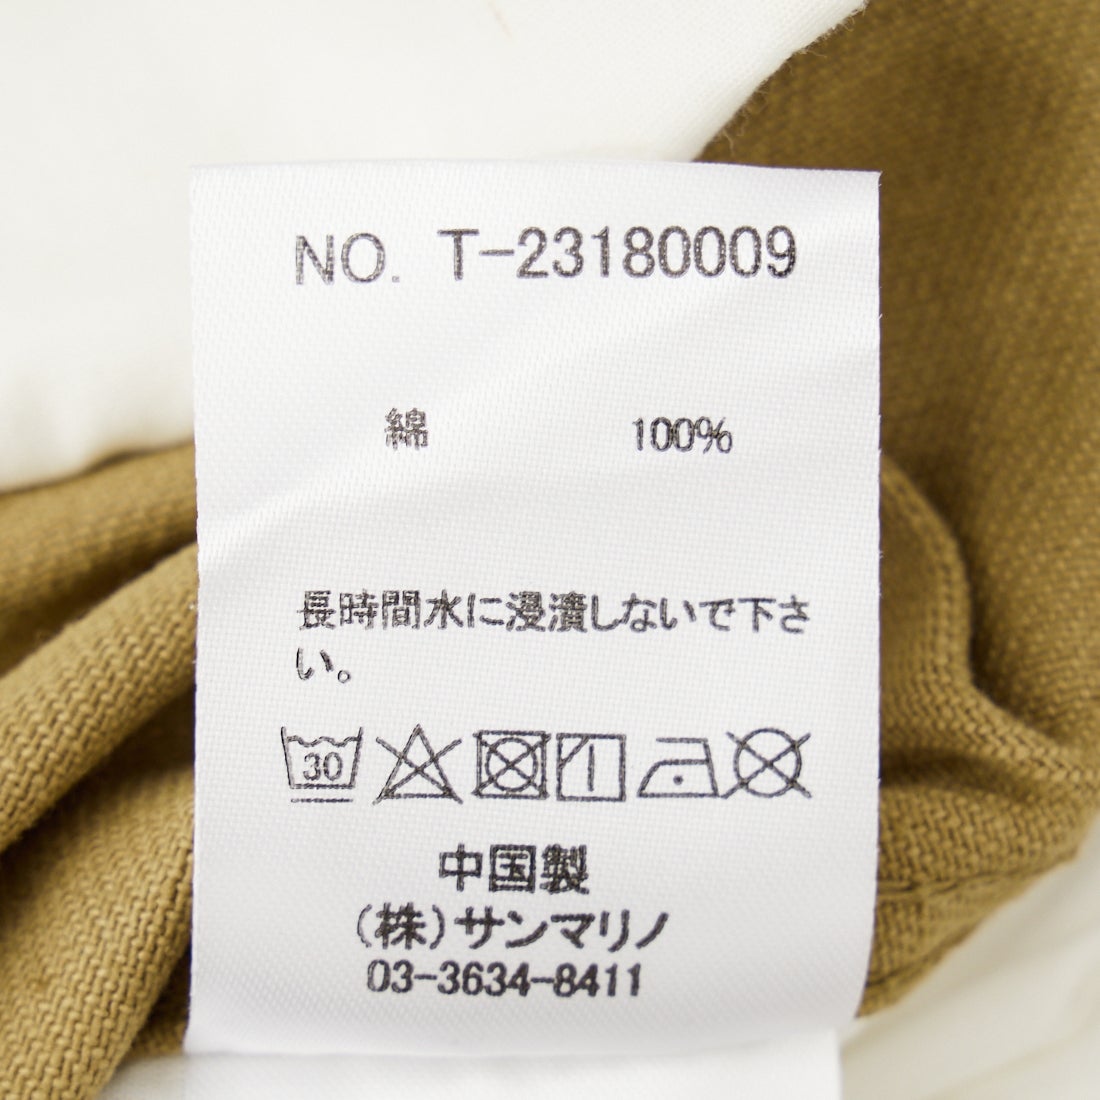 NO. T-23180009
綿 100%
長時間水に浸漬しないで下さ
い。
30
中国製
(株)サンマリノ
03-3634-8411